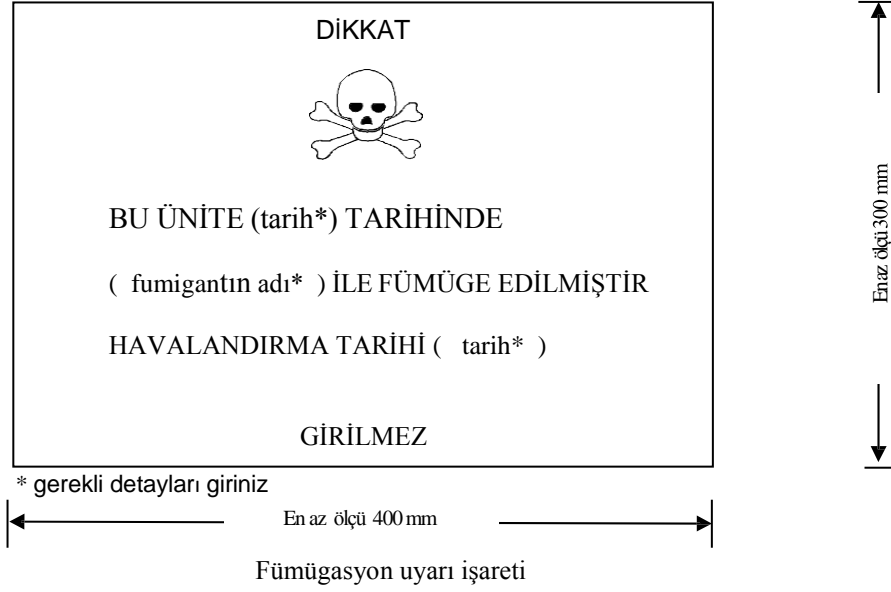 DİKKAT
BU ÜNİTE (tarih*) TARİHİNDE
( fumigantın adı* ) İLE FÜMÜGE EDİLMİŞTİR
HAVALANDIRMA TARİHİ ( tarih* )
GİRİLMEZ
* gerekli detayları giriniz
En az ölçü 400 mm
En az ölçü 300 mm
Fümügasyon uyarı işareti